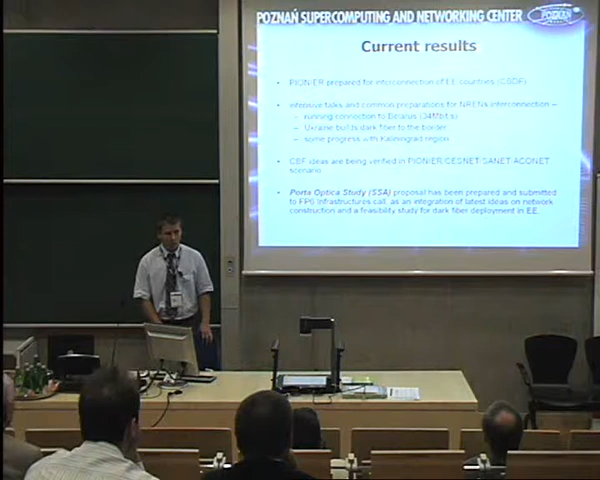 POZNAŃ SUPERCOMPUTING AND NETWORKING CENTER
POZNAŃ
Current results
• PIONIER prepared for interconnection of EE countries (CBDF)
• intensive talks and common preparations for NRENs interconnection –
– running connection to Belarus (34Mbit/s)
– Ukraine builds dark fiber to the border
– some progress with Kaliningrad region
• CBF ideas are being verified in PIONIER/CESNET-SANET-ACONET
scenario
• Porta Optica Study (SSA) proposal has been prepared and submitted
to FP6 Infrastructures call, as an integration of latest ideas on network
construction and a feasibility study for dark fiber deployment in EE.